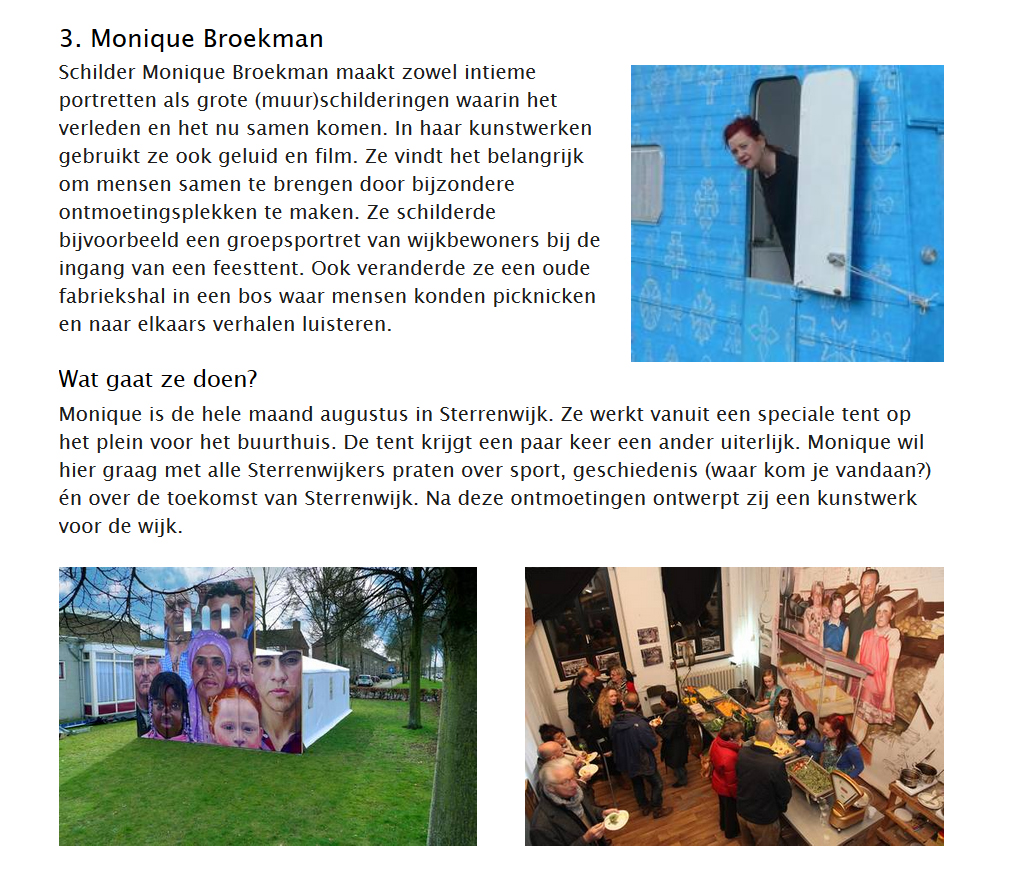 3. Monique Broekman
Schilder Monique Broekman maakt zowel intieme
portretten als grote (muur)schilderingen waarin het
verleden en het nu samen komen. In haar kunstwerken
gebruikt ze ook geluid en film. Ze vindt het belangrijk
om mensen samen te brengen door bijzondere
ontmoetingsplekken te maken. Ze schilderde
bijvoorbeeld een groepsportret van wijkbewoners bij de
ingang van een feesttent. Ook veranderde ze een oude
fabriekshal in een bos waar mensen konden picknicken
en naar elkaars verhalen luisteren.
Wat gaat ze doen?
Monique is de hele maand augustus in Sterrenwijk. Ze werkt vanuit een speciale tent op
het plein voor het buurthuis. De tent krijgt een paar keer een ander uiterlijk. Monique wil
hier graag met alle Sterrenwijkers praten over sport, geschiedenis (waar kom je vandaan?)
én over de toekomst van Sterrenwijk. Na deze ontmoetingen ontwerpt zij een kunstwerk
voor de wijk.